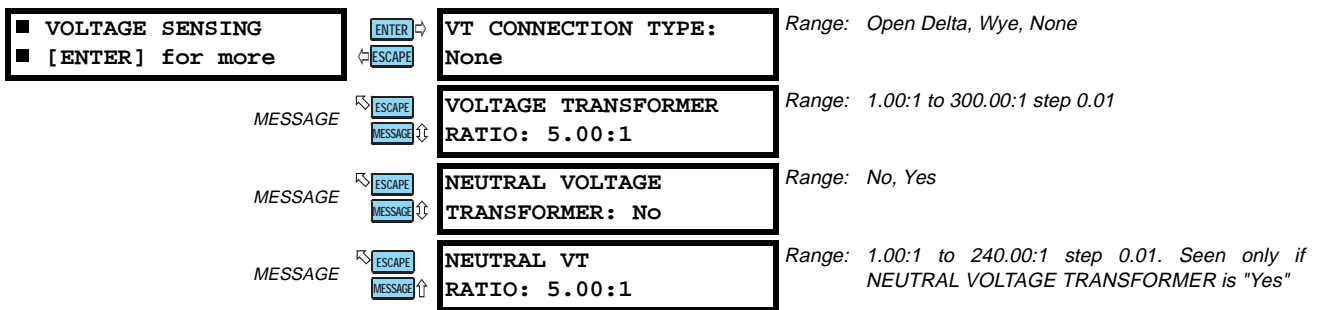 ■ VOLTAGE SENSING
■ [ENTER] for more
ENTER
ESCAPE
VT CONNECTION TYPE:
None
Range: Open Delta, Wye, None
MESSAGE
ESCAPE
MESSAGE
VOLTAGE TRANSFORMER
RATIO: 5.00:1
Range: 1.00:1 to 300.00:1 step 0.01
MESSAGE
ESCAPE
MESSAGE
NEUTRAL VOLTAGE
TRANSFORMER: No
Range: No, Yes
MESSAGE
ESCAPE
MESSAGE
NEUTRAL VT
RATIO: 5.00:1
Range: 1.00:1 to 240.00:1 step 0.01. Seen only if
NEUTRAL VOLTAGE TRANSFORMER is "Yes"